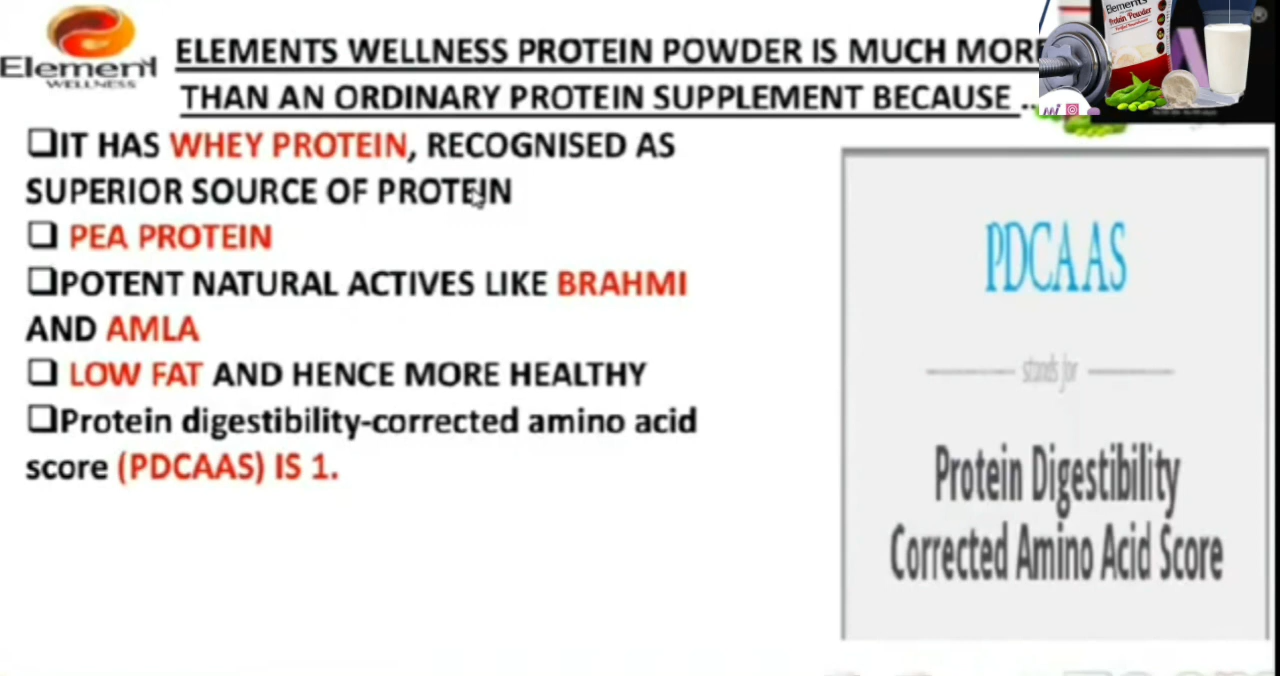 Element
WELLNESS
ELEMENTS WELLNESS PROTEIN POWDER IS MUCH MORE
THAN AN ORDINARY PROTEIN SUPPLEMENT BECAUSE ..
IT HAS WHEY PROTEIN, RECOGNISED AS
SUPERIOR SOURCE OF PROTEIN
PEA PROTEIN
POTENT NATURAL ACTIVES LIKE BRAHMI
AND AMLA
LOW FAT AND HENCE MORE HEALTHY
Protein digestibility-corrected amino acid
score (PDCAAS) IS 1.
Elements
Protein Powder
mi
PDCAAS
stands for
Protein Digestibility
Corrected Amino Acid Score